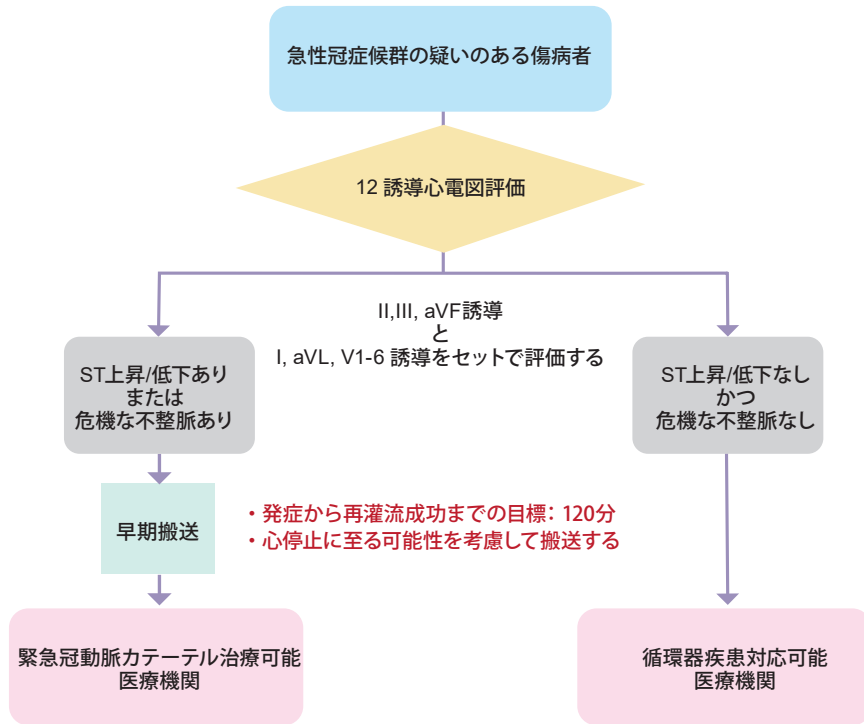 急性冠症候群の疑いのある傷病者
12 誘導心電図評価
II,III, aVF誘導
と
I, aVL, V1-6 誘導をセットで評価する
ST上昇/低下あり
または
危機な不整脈あり
ST上昇/低下なし
かつ
危機な不整脈なし
早期搬送
・発症から再灌流成功までの目標：120分
・心停止に至る可能性を考慮して搬送する
緊急冠動脈カテーテル治療可能
医療機関
循環器疾患対応可能
医療機関